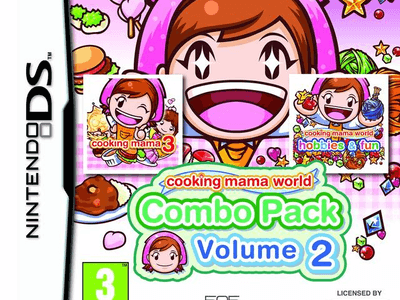 NINTENDO DS
TM
cooking mama 3
cooking mama world
hobbies & fun
cooking mama world
Combo Pack
Volume 2
3
LICENSED BY